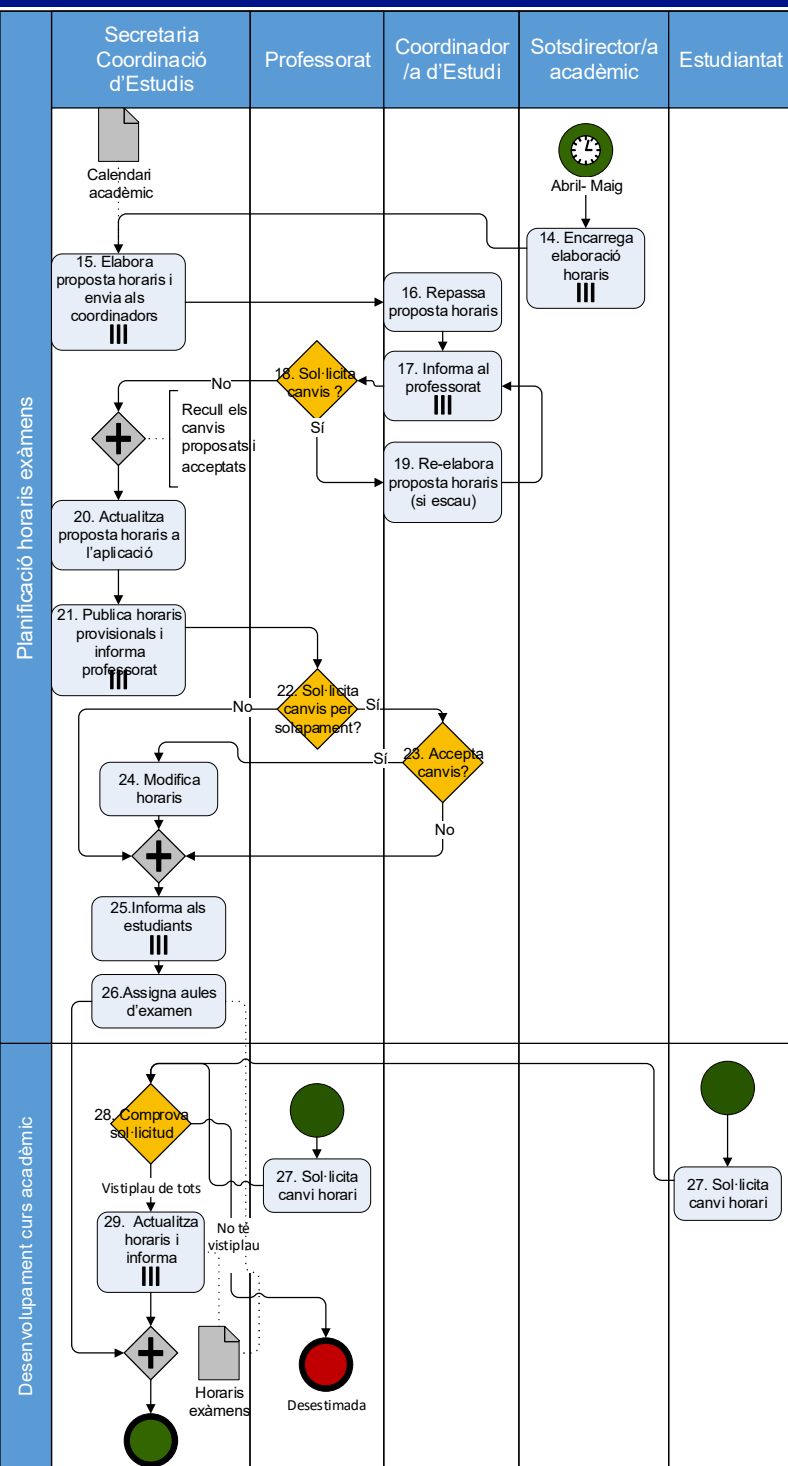 Secretaria
Coordinació
d'Estudis
Professorat
Coordinador
/a d'Estudi
Sotsdirector/a
acadèmic
Estudiantat
Planificació horaris exàmens
Calendari
acadèmic
Abril- Maig
14. Encarrega
elaboració
horaris
15. Elabora
proposta horaris i
envia als
coordinadors
16. Repassa
proposta horaris
17. Informa al
professorat
18. Sol·licita
canvis ?
No
Sí
Recull els
canvis
proposats i
acceptats
19. Re-elabora
proposta horaris
(si escau)
20. Actualitza
proposta horaris a
l'aplicació
21. Publica horaris
provisionals i
informa
professorat
22. Sol·licita
canvis per
solapament?
No
Sí
23. Accepta
canvis?
Sí
No
24. Modifica
horaris
25.Informa als
estudiants
26.Assigna aules
d'examen
Desenvolupament curs acadèmic
28. Comprova
sol·licitud
27. Sol·licita
canvi horari
27. Sol·licita
canvi horari
Vistiplau de tots
No té
vistiplau
29. Actualitza
horaris i
informa
Horaris
exàmens
Desestimada